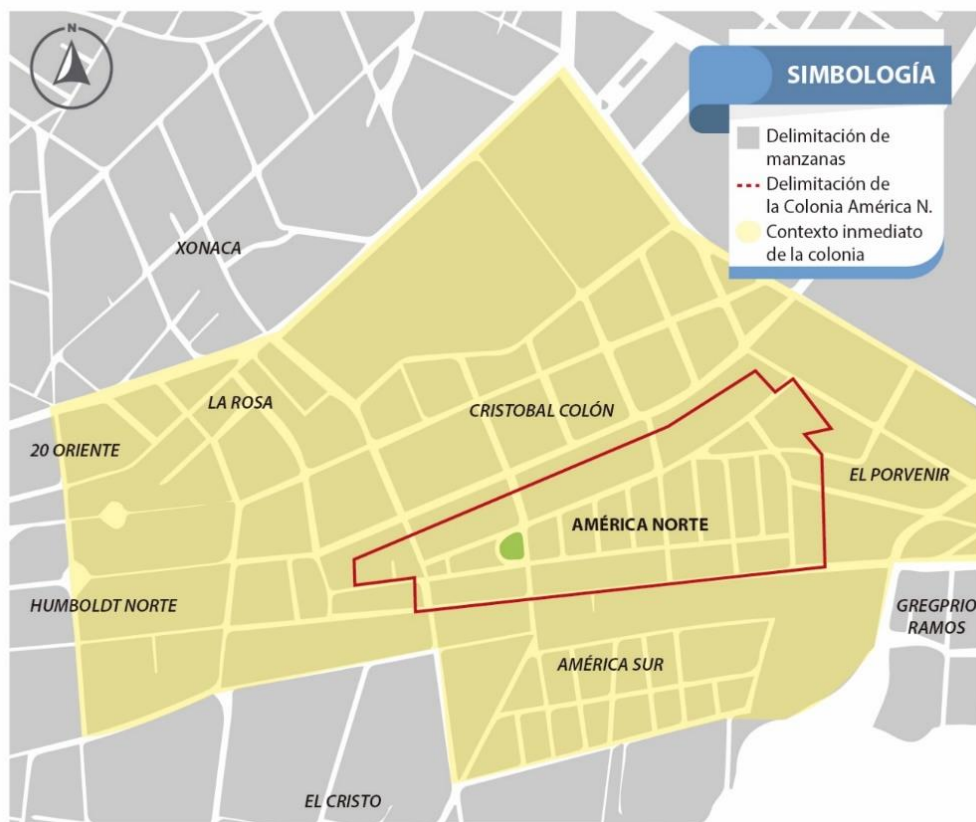 N
SIMBOLOGÍA
Delimitación de
manzanas
Delimitación de
la Colonia América N.
Contexto inmediato
de la colonia
XONACA
LA ROSA
CRISTOBAL COLÓN
20 ORIENTE
EL PORVENIR
AMÉRICA NORTE
HUMBOLDT NORTE
GREGPRIO
RAMOS
AMÉRICA SUR
EL CRISTO